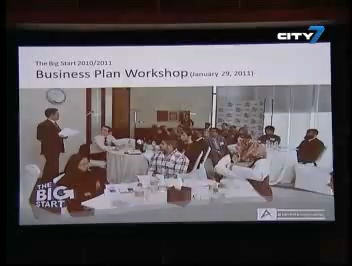 CITY7
The Big Start 2010/2011
Business Plan Workshop (January 29, 2011)
THE
BIG
START